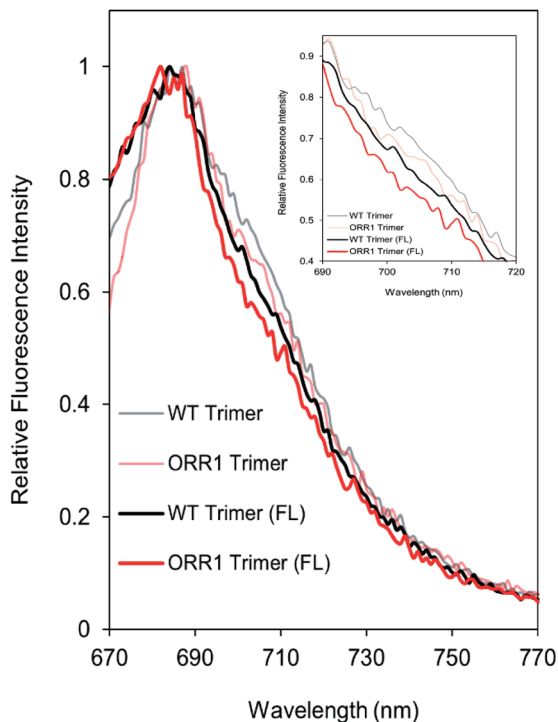 Relative Fluorescence Intensity
1
0.8
0.6
0.4
0.2
0
670
690
710
730
750
770
Wavelength (nm)
WT Trimer
ORR1 Trimer
WT Trimer (FL)
ORR1 Trimer (FL)
Relative Fluorescence Intensity
0.9
0.8
0.7
0.6
0.5
0.4
WT Trimer
ORR1 Trimer
WT Trimer (FL)
ORR1 Trimer (FL)
690
700
710
720
Wavelength (nm)